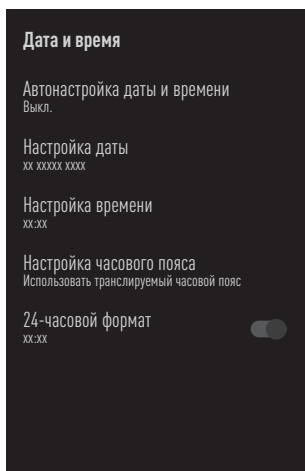 Дата и время
Автонастройка даты и времени
Выкл.
Настройка даты
xx xxxxx xxxx
Настройка времени
xx:xx
Настройка часового пояса
Использовать транслируемый часовой пояс
24-часовой формат
xx:xx